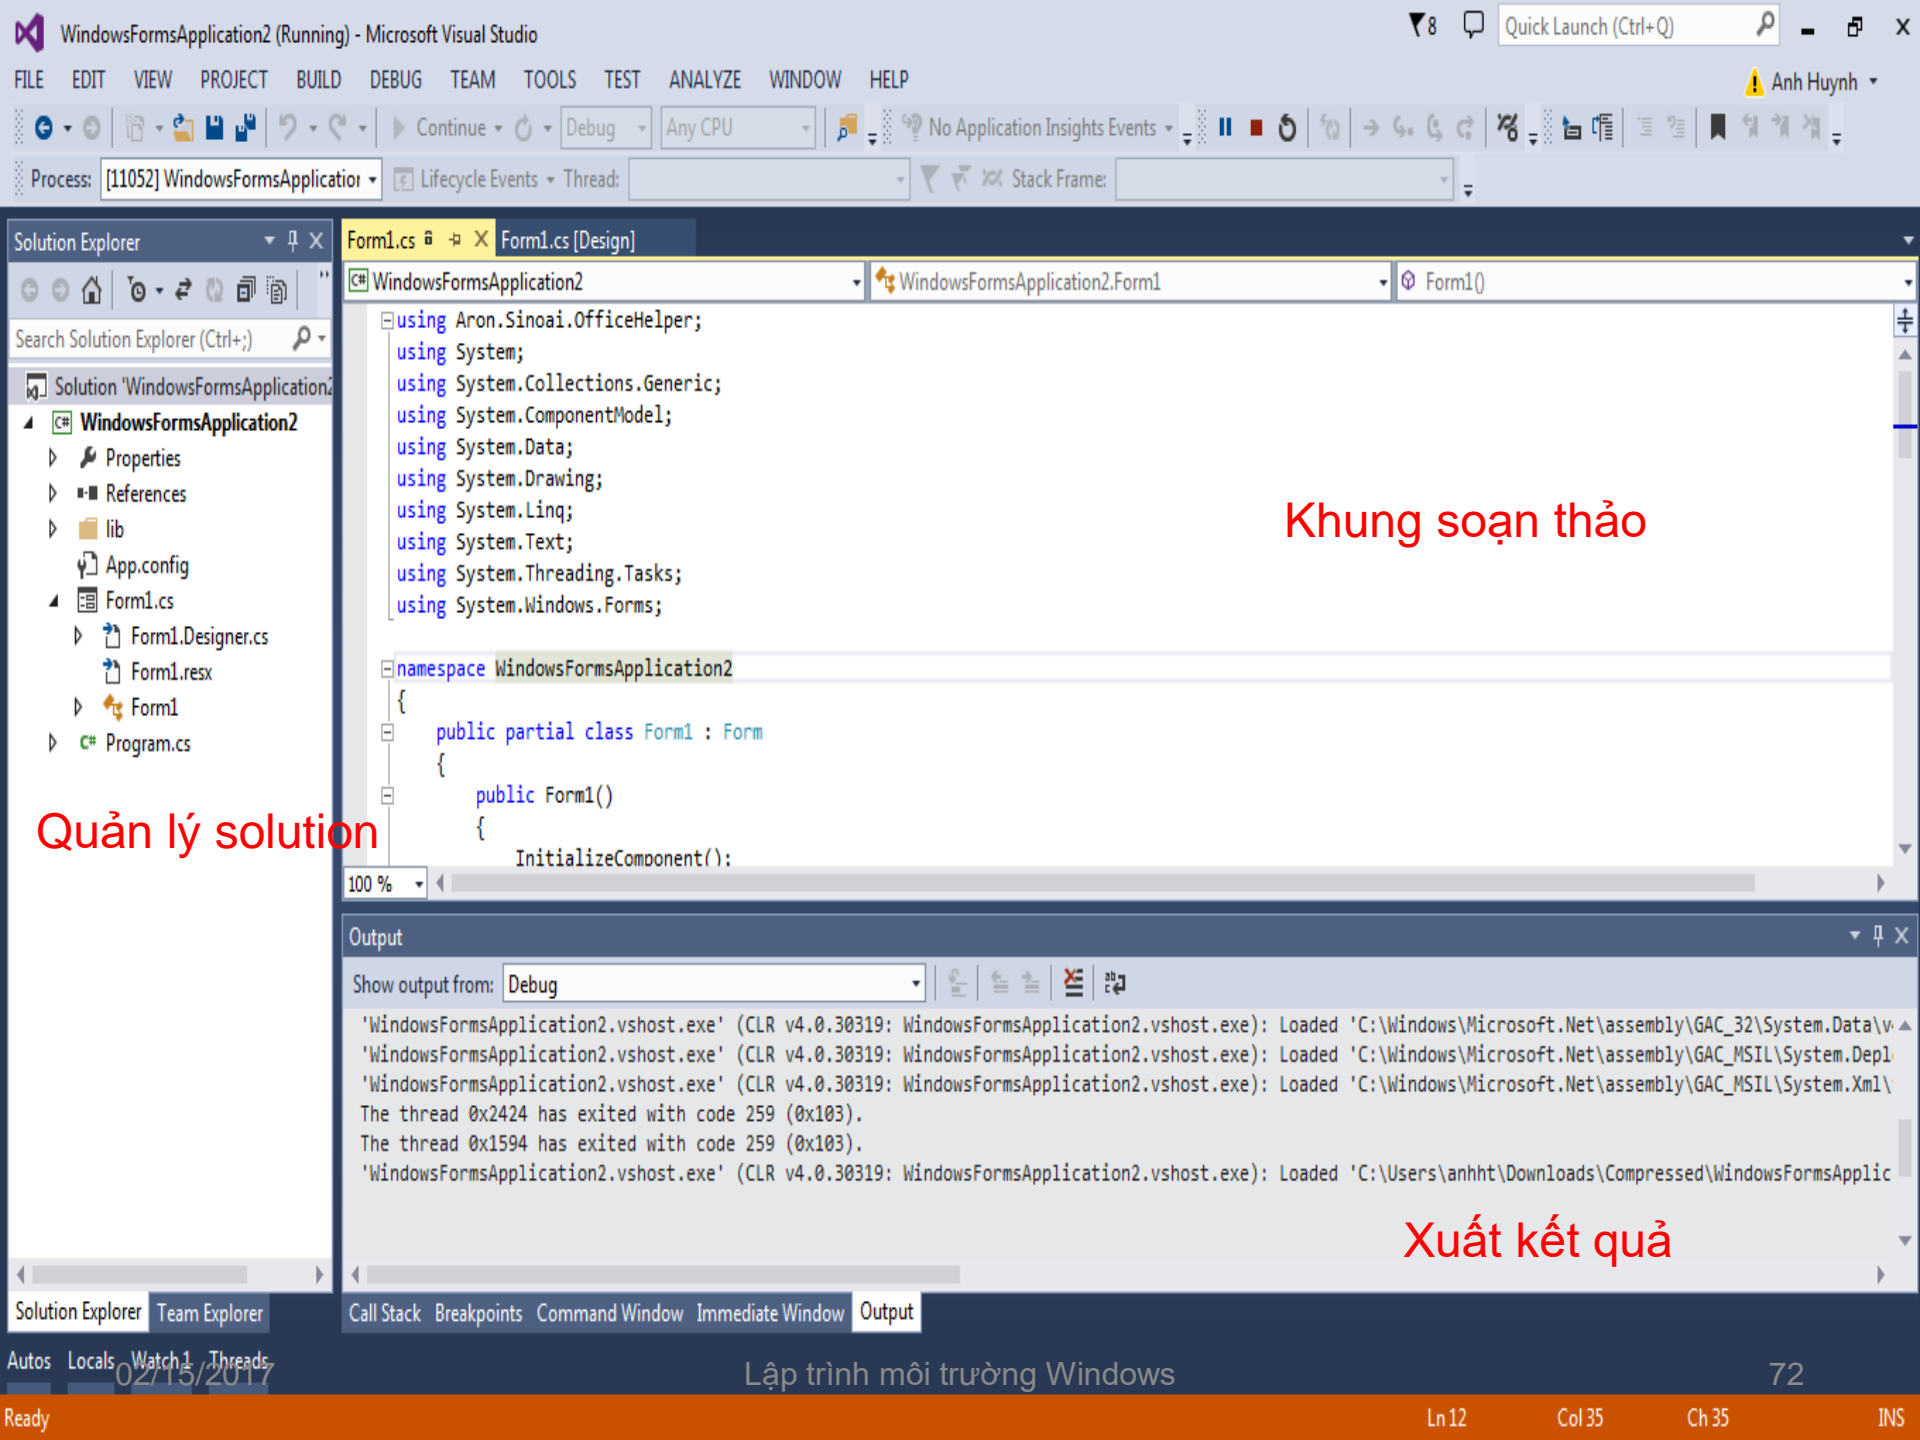 WindowsFormsApplication2 (Running) - Microsoft Visual Studio
8
Quick Launch (Ctrl+Q)
FILE EDIT VIEW PROJECT BUILD DEBUG TEAM TOOLS TEST ANALYZE WINDOW HELP
Anh Huynh
Continue Debug Any CPU No Application Insights Events
Process: [11052] WindowsFormsApplication Lifecycle Events Thread: Stack Frame:
Solution Explorer
Search Solution Explorer (Ctrl+;)
Solution 'WindowsFormsApplication2
C# WindowsFormsApplication2
Properties
References
lib
App.config
Form1.cs
Form1.Designer.cs
Form1.resx
Form1
C# Program.cs
Quản lý solution
Solution Explorer Team Explorer
Form1.cs Form1.cs [Design]
C# WindowsFormsApplication2 WindowsFormsApplication2.Form1 Form1()
using Aron.Sinoai.OfficeHelper;
using System;
using System.Collections.Generic;
using System.ComponentModel;
using System.Data;
using System.Drawing;
using System.Linq;
using System.Text;
using System.Threading.Tasks;
using System.Windows.Forms;
namespace WindowsFormsApplication2
{
public partial class Form1 : Form
{
public Form1()
{
InitializeComponent();
Khung soạn thảo
100 %
Output
Show output from: Debug
'WindowsFormsApplication2.vshost.exe' (CLR v4.0.30319: WindowsFormsApplication2.vshost.exe): Loaded 'C:\Windows\Microsoft.Net\assembly\GAC_32\System.Data\v
'WindowsFormsApplication2.vshost.exe' (CLR v4.0.30319: WindowsFormsApplication2.vshost.exe): Loaded 'C:\Windows\Microsoft.Net\assembly\GAC_MSIL\System.Depl
'WindowsFormsApplication2.vshost.exe' (CLR v4.0.30319: WindowsFormsApplication2.vshost.exe): Loaded 'C:\Windows\Microsoft.Net\assembly\GAC_MSIL\System.Xml\
The thread 0x2424 has exited with code 259 (0x103).
The thread 0x1594 has exited with code 259 (0x103).
'WindowsFormsApplication2.vshost.exe' (CLR v4.0.30319: WindowsFormsApplication2.vshost.exe): Loaded 'C:\Users\anhht\Downloads\Compressed\WindowsFormsApplic
Xuất kết quả
Call Stack Breakpoints Command Window Immediate Window Output
Autos Locals Watch 1 Threads
02/15/2017 Lập trình môi trường Windows 72
Ready Ln 12 Col 35 Ch 35 INS